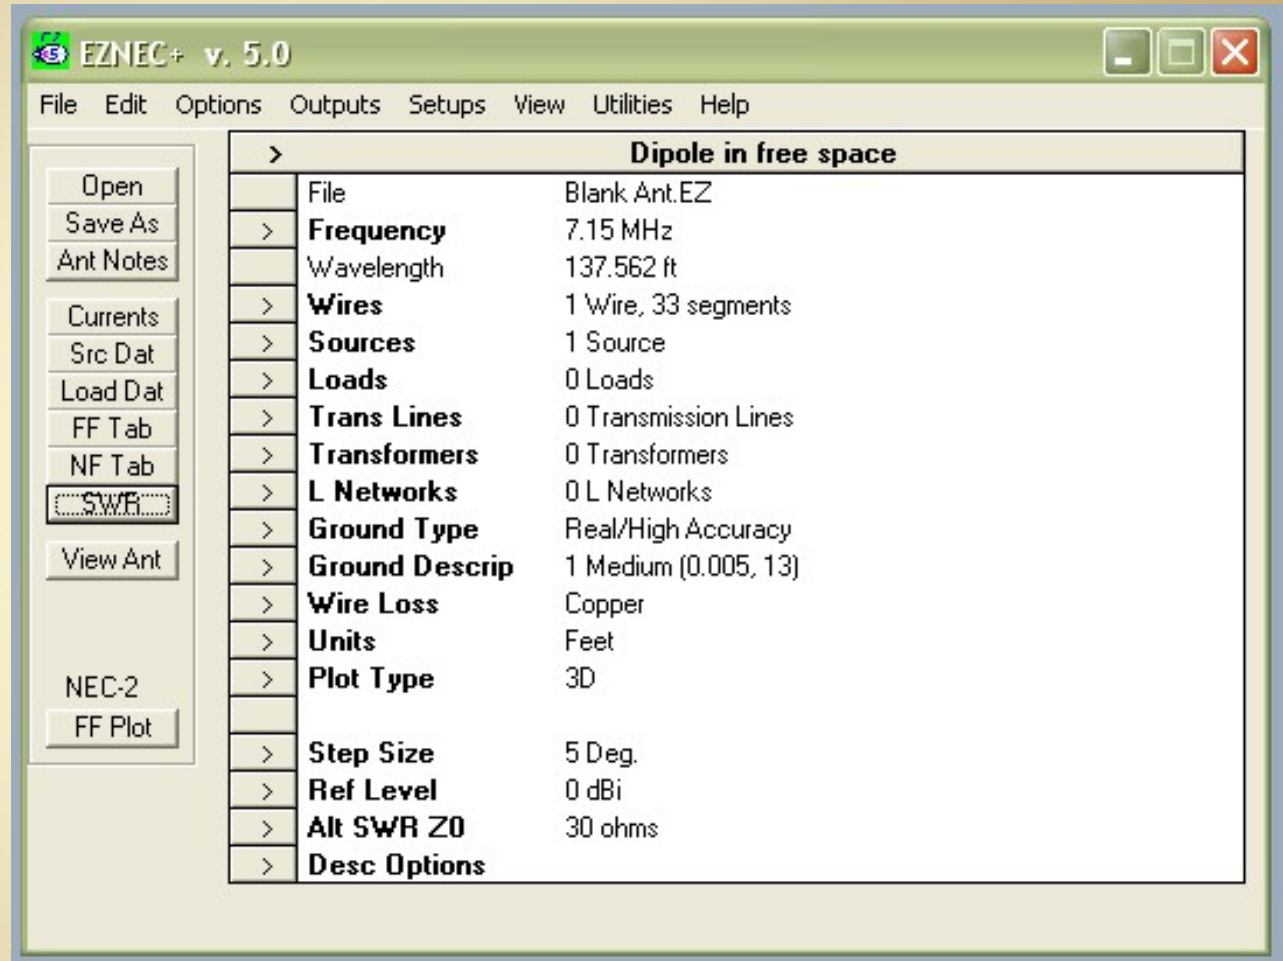 EZNEC+ v. 5.0
File Edit Options Outputs Setups View Utilities Help
Open
Save As
Ant Notes
Currents
Src Dat
Load Dat
FF Tab
NF Tab
SWR
View Ant
NEC-2
FF Plot
> Dipole in free space
File Blank Ant.EZ
> Frequency 7.15 MHz
Wavelength 137.562 ft
> Wires 1 Wire, 33 segments
> Sources 1 Source
> Loads 0 Loads
> Trans Lines 0 Transmission Lines
> Transformers 0 Transformers
> L Networks 0 L Networks
> Ground Type Real/High Accuracy
> Ground Descrip 1 Medium (0.005, 13)
> Wire Loss Copper
> Units Feet
> Plot Type 3D
> Step Size 5 Deg.
> Ref Level 0 dBi
> Alt SWR Z0 30 ohms
> Desc Options